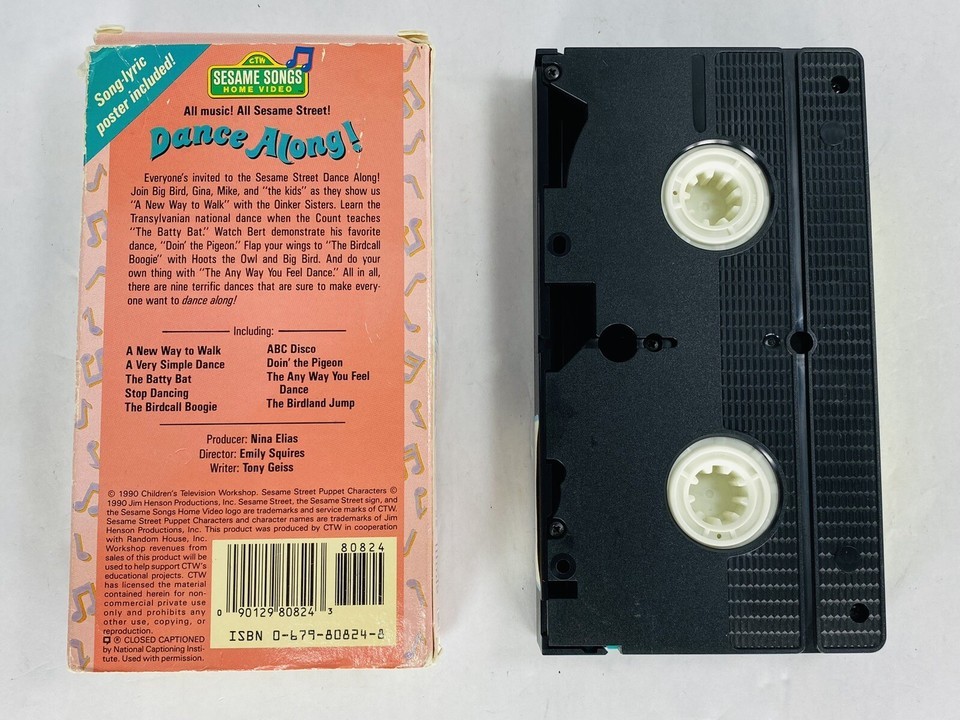 Song-lyric
poster included!
CTW
SESAME SONGS
HOME VIDEO
All music! All Sesame Street!
Dance Along!
Everyone's invited to the Sesame Street Dance Along!
Join Big Bird, Gina, Mike, and "the kids" as they show us
"A New Way to Walk" with the Oinker Sisters. Learn the
Transylvanian national dance when the Count teaches
"The Batty Bat." Watch Bert demonstrate his favorite
dance, "Doin' the Pigeon." Flap your wings to "The Birdcall
Boogie" with Hoots the Owl and Big Bird. And do your
own thing with "The Any Way You Feel Dance." All in all,
there are nine terrific dances that are sure to make every-
one want to dance along!
Including:
A New Way to Walk
A Very Simple Dance
The Batty Bat
Stop Dancing
The Birdcall Boogie
ABC Disco
Doin' the Pigeon
The Any Way You Feel
Dance
The Birdland Jump
Producer: Nina Elias
Director: Emily Squires
Writer: Tony Geiss
© 1990 Children's Television Workshop. Sesame Street Puppet Characters ©
1990 Jim Henson Productions, Inc. Sesame Street, the Sesame Street sign, and
the Sesame Songs Home Video logo are trademarks and service marks of CTW.
Sesame Street Puppet Characters and character names are trademarks of Jim
Henson Productions, Inc. This product was produced by CTW in cooperation
with Random House, Inc.
Workshop revenues from
sales of this product will be
used to help support CTW's
educational projects. CTW
has licensed the material
contained herein for non-
commercial private use
only and prohibits any
other use, copying, or
reproduction.
® CLOSED CAPTIONED
by National Captioning Insti-
tute. Used with permission.
80824
0 90129 80824 3
ISBN 0-679-80824-8